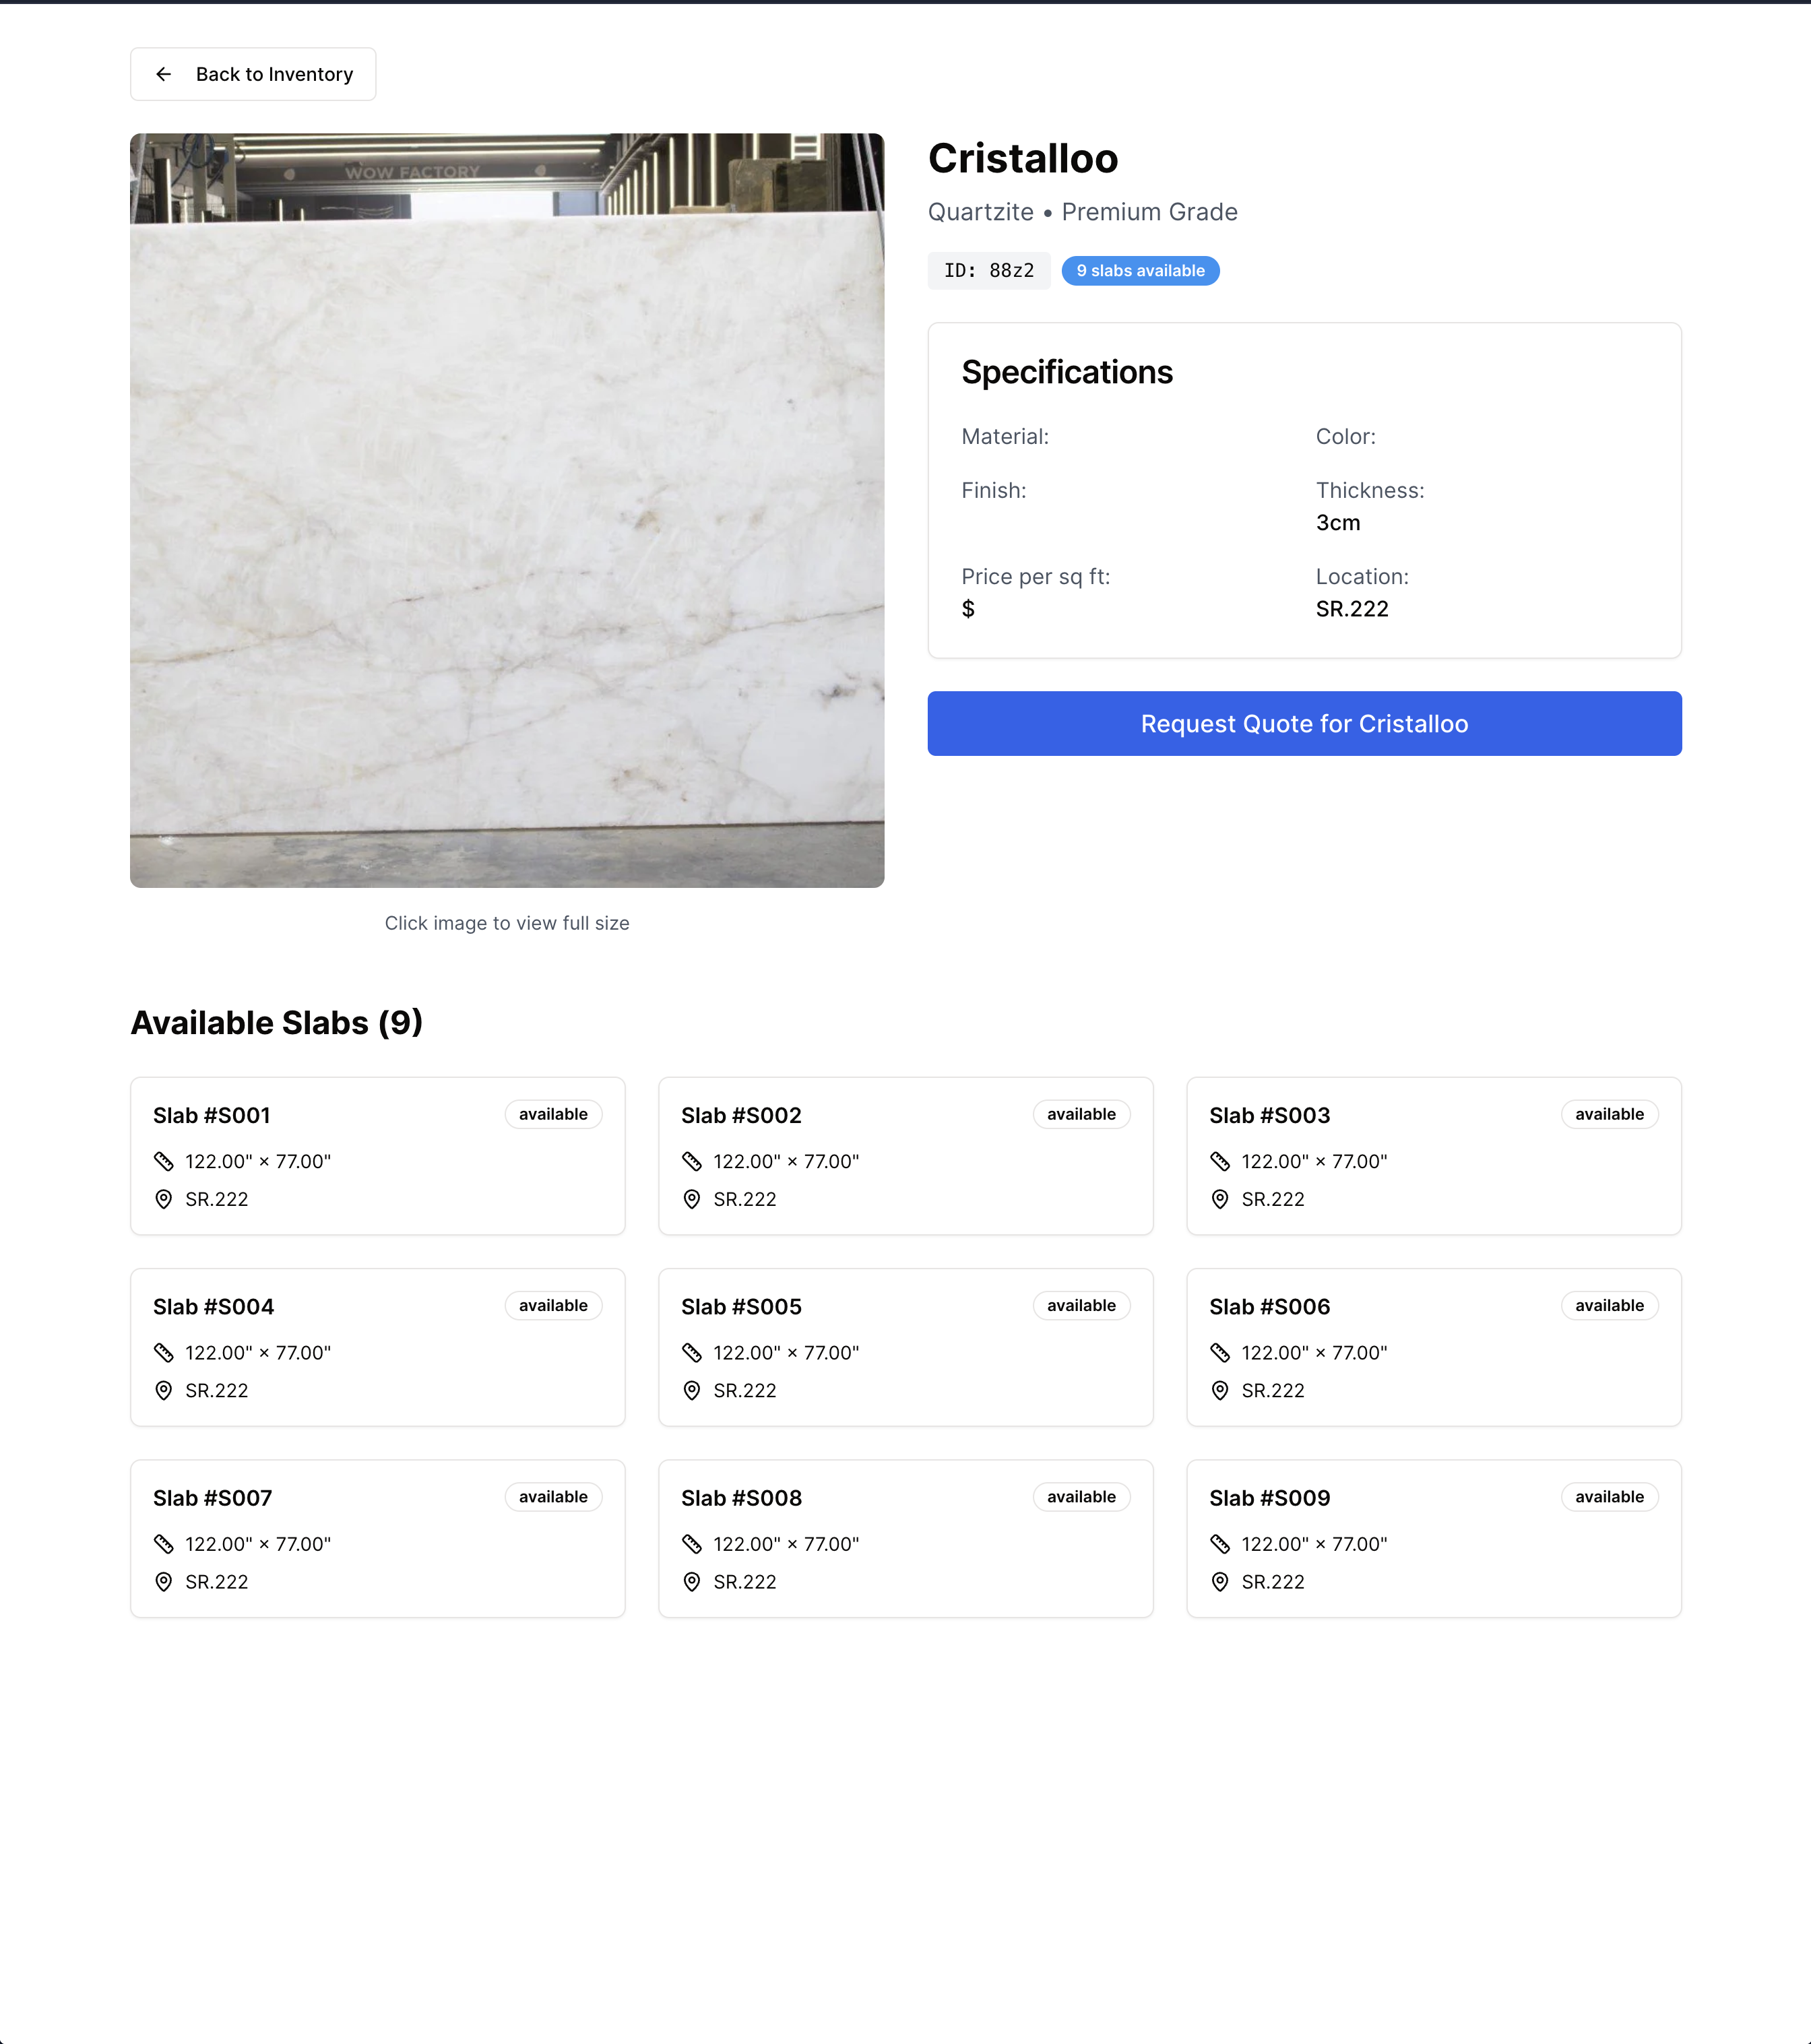 Back to Inventory
WOW FACTORY
Cristalloo
Quartzite • Premium Grade
ID: 88z2
9 slabs available
Specifications
Material:
Color:
Finish:
Thickness:
3cm
Price per sq ft:
$
Location:
SR.222
Request Quote for Cristalloo
Click image to view full size
Available Slabs (9)
Slab #S001
available
122.00" × 77.00"
SR.222
Slab #S002
available
122.00" × 77.00"
SR.222
Slab #S003
available
122.00" × 77.00"
SR.222
Slab #S004
available
122.00" × 77.00"
SR.222
Slab #S005
available
122.00" × 77.00"
SR.222
Slab #S006
available
122.00" × 77.00"
SR.222
Slab #S007
available
122.00" × 77.00"
SR.222
Slab #S008
available
122.00" × 77.00"
SR.222
Slab #S009
available
122.00" × 77.00"
SR.222